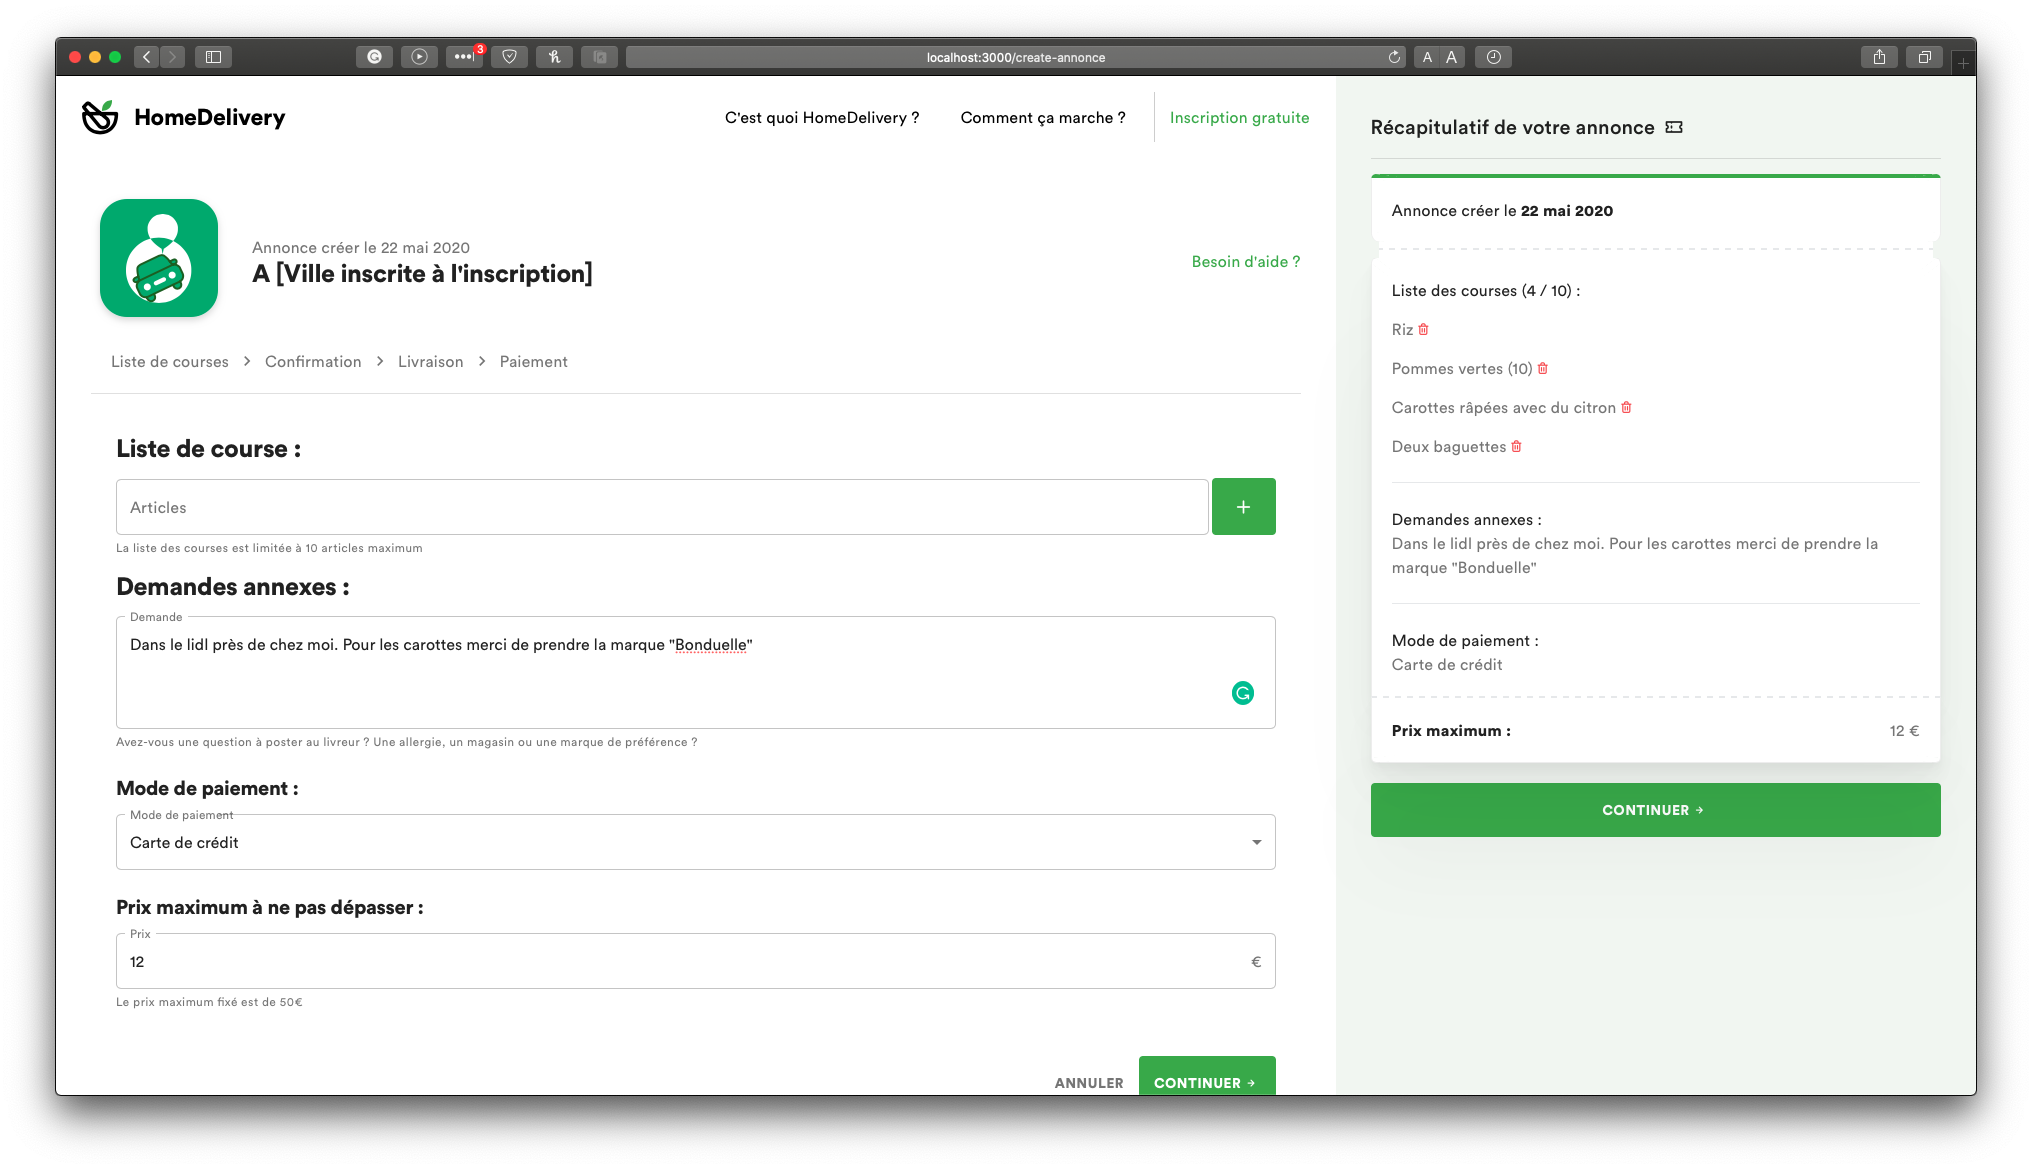 3
localhost:3000/create-annonce
A A
HomeDelivery
C'est quoi HomeDelivery ?
Comment ça marche ?
Inscription gratuite
Annonce créer le 22 mai 2020
A [Ville inscrite à l'inscription]
Besoin d'aide ?
Liste de courses > Confirmation > Livraison > Paiement
Liste de course :
Articles
+
La liste des courses est limitée à 10 articles maximum
Demandes annexes :
Demande
Dans le lidl près de chez moi. Pour les carottes merci de prendre la marque "Bonduelle"
Avez-vous une question à poster au livreur ? Une allergie, un magasin ou une marque de préférence ?
Mode de paiement :
Mode de paiement
Carte de crédit
Prix maximum à ne pas dépasser :
Prix
12 €
Le prix maximum fixé est de 50€
ANNULER
CONTINUER →
Récapitulatif de votre annonce
Annonce créer le 22 mai 2020
Liste des courses (4 / 10) :
Riz
Pommes vertes (10)
Carottes râpées avec du citron
Deux baguettes
Demandes annexes :
Dans le lidl près de chez moi. Pour les carottes merci de prendre la
marque "Bonduelle"
Mode de paiement :
Carte de crédit
Prix maximum : 12 €
CONTINUER →